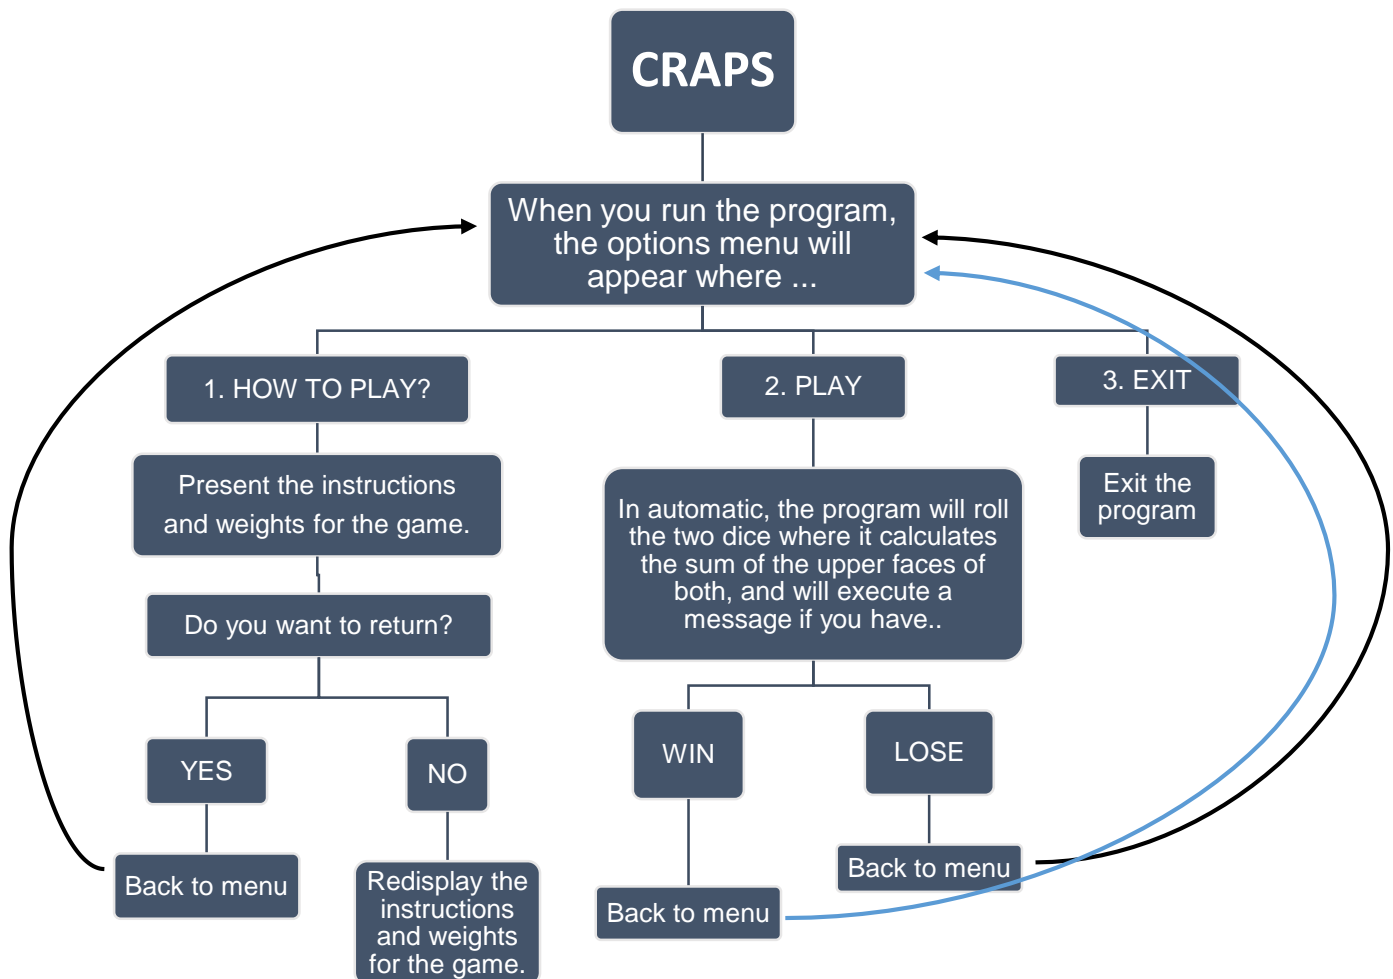 CRAPS
When you run the program,
the options menu will
appear where ...
1. HOW TO PLAY?
Present the instructions
and weights for the game.
Do you want to return?
YES
Back to menu
NO
Redisplay the
instructions
and weights
for the game.
2. PLAY
In automatic, the program will roll
the two dice where it calculates
the sum of the upper faces of
both, and will execute a
message if you have..
WIN
Back to menu
LOSE
Back to menu
3. EXIT
Exit the
program